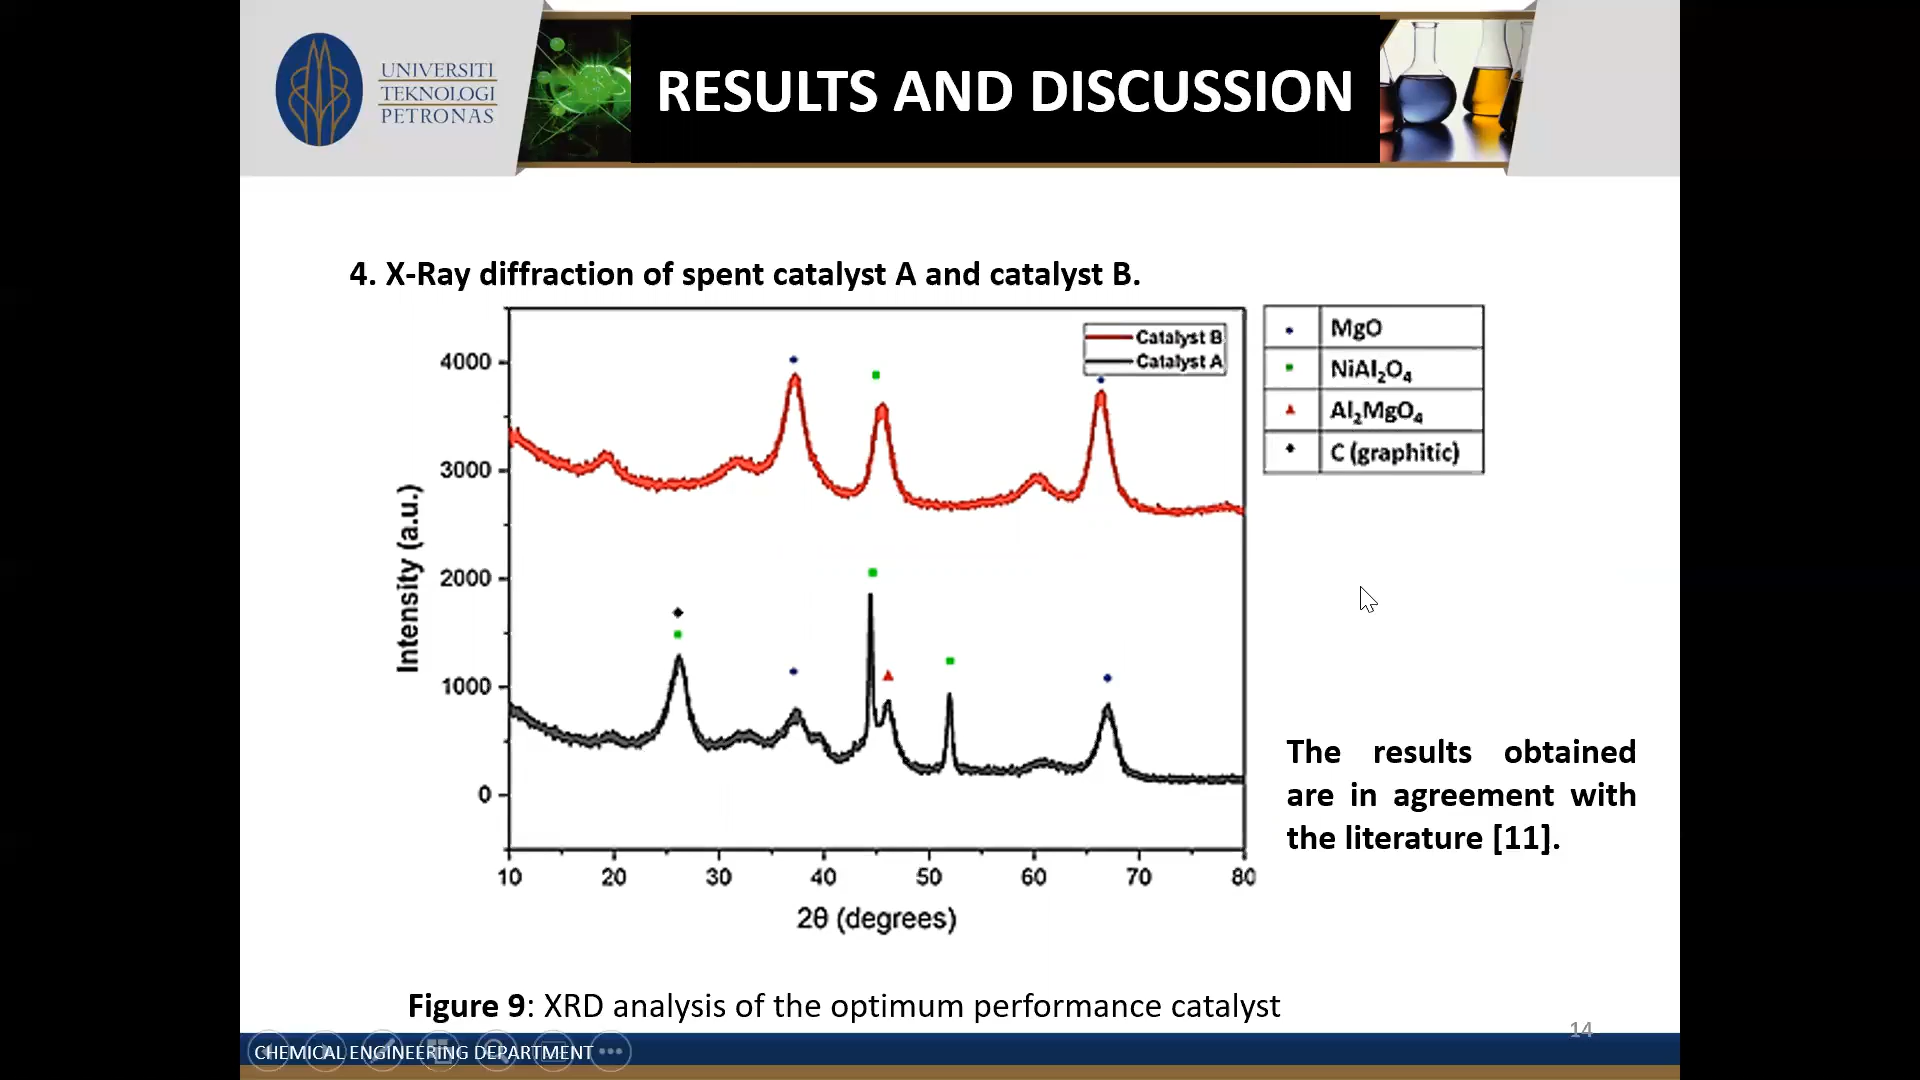 UNIVERSITI
TEKNOLOGI
PETRONAS
RESULTS AND DISCUSSION
4. X-Ray diffraction of spent catalyst A and catalyst B.
Catalyst B
Catalyst A
MgO
NiAl₂O₄
Al₂MgO₄
C (graphitic)
4000
3000
2000
1000
0
Intensity (a.u.)
10 20 30 40 50 60 70 80
2θ (degrees)
The results obtained
are in agreement with
the literature [11].
Figure 9: XRD analysis of the optimum performance catalyst
14
CHEMICAL ENGINEERING DEPARTMENT